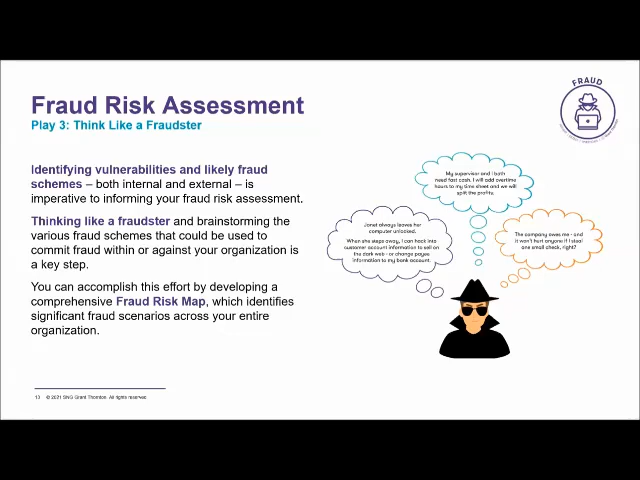 Fraud Risk Assessment
Play 3: Think Like a Fraudster
FRAUD
Identifying vulnerabilities and likely fraud
schemes – both internal and external – is
imperative to informing your fraud risk assessment.
Thinking like a fraudster and brainstorming the
various fraud schemes that could be used to
commit fraud within or against your organization is
a key step.
You can accomplish this effort by developing a
comprehensive Fraud Risk Map, which identifies
significant fraud scenarios across your entire
organization.
My supervisor and I both
need fast cash. I will add overtime
hours to my time sheet and we will
split the profits.
Janet always leaves her
computer unlocked.
When she steps away, I can hack into
customer account information to sell on
the dark web - or change payee
information to my bank account.
The company owes me - and
it won't hurt anyone if I steal
one small check, right?
13 © 2021 SNG Grant Thornton. All rights reserved